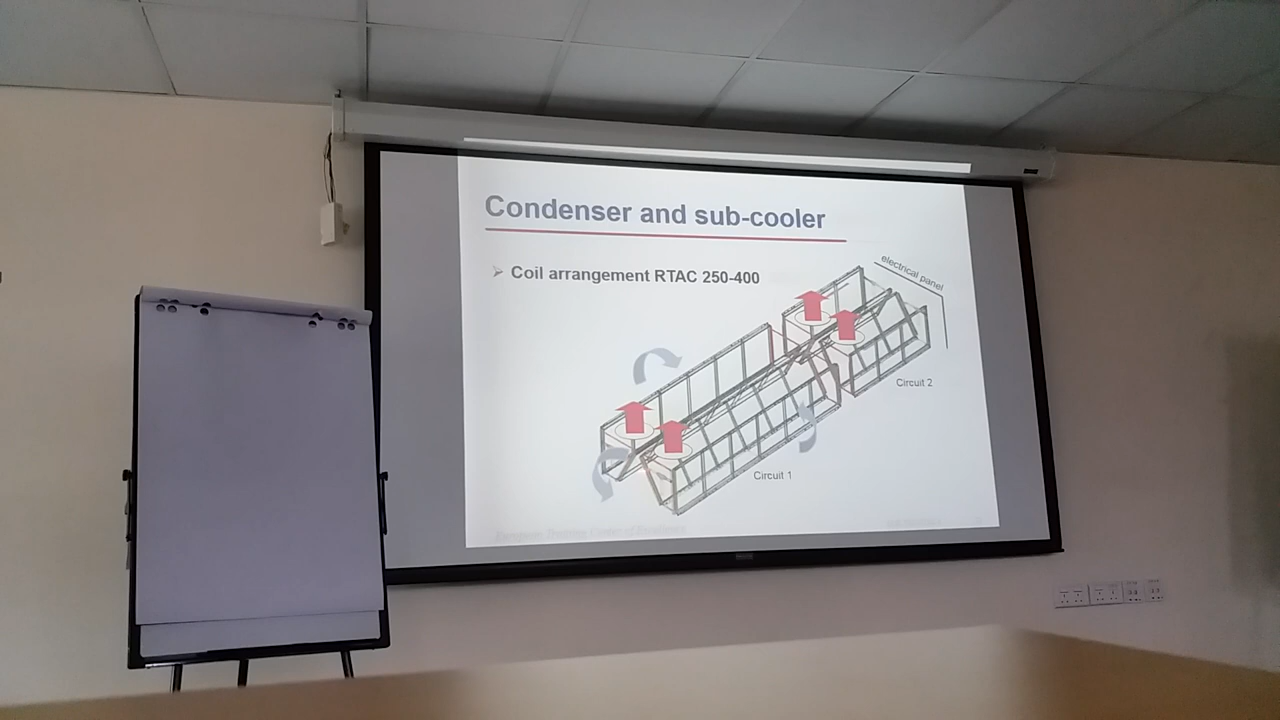 Condenser and sub-cooler
➢ Coil arrangement RTAC 250-400
electrical panel
Circuit 2
Circuit 1